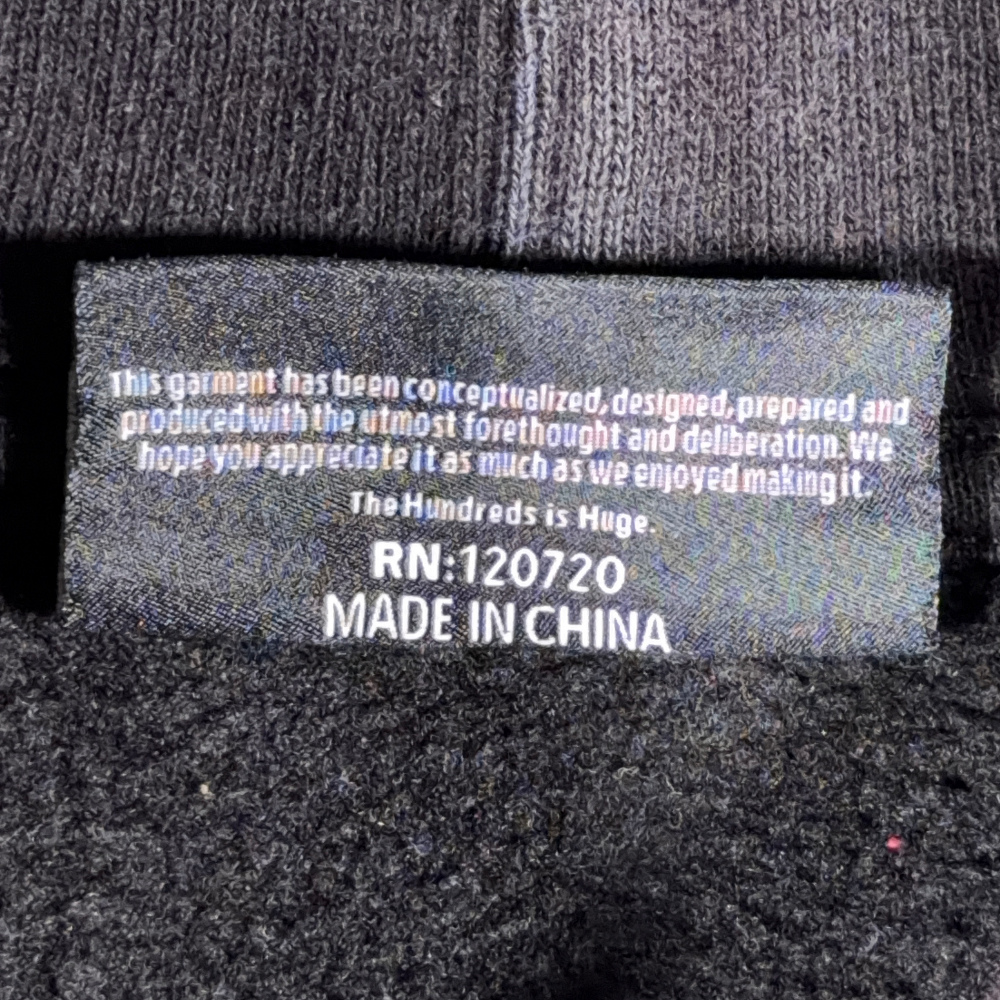 This garment has been conceptualized, designed, prepared and
produced with the utmost forethought and deliberation. We
hope you appreciate it as much as we enjoyed making it.
The Hundreds is Huge.
RN:120720
MADE IN CHINA